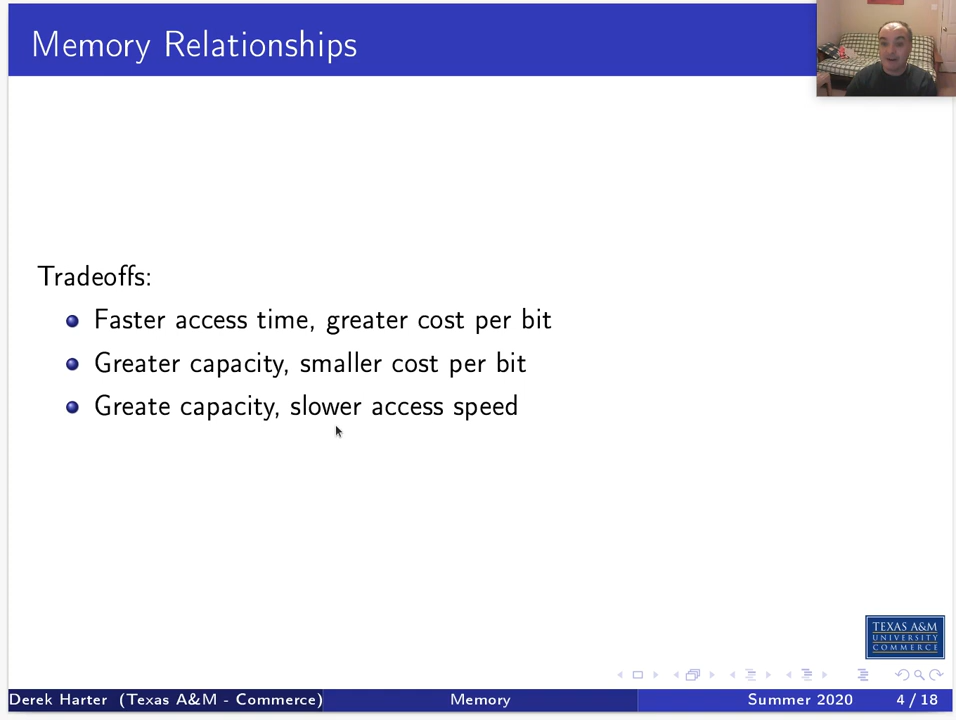 Memory Relationships
Tradeoffs:
Faster access time, greater cost per bit
Greater capacity, smaller cost per bit
Greate capacity, slower access speed
TEXAS A&M
UNIVERSITY
COMMERCE
Derek Harter (Texas A&M - Commerce) Memory Summer 2020 4 / 18